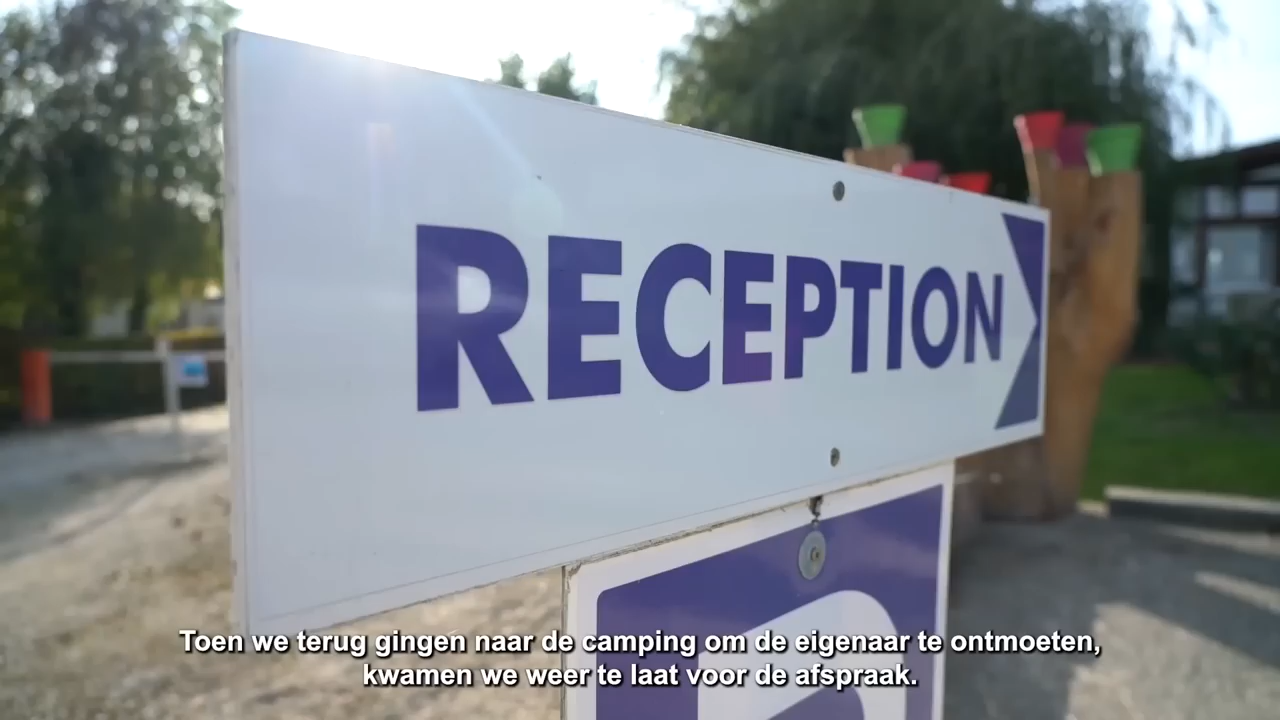 RECEPTION
Toen we terug gingen naar de camping om de eigenaar te ontmoeten,
kwamen we weer te laat voor de afspraak.